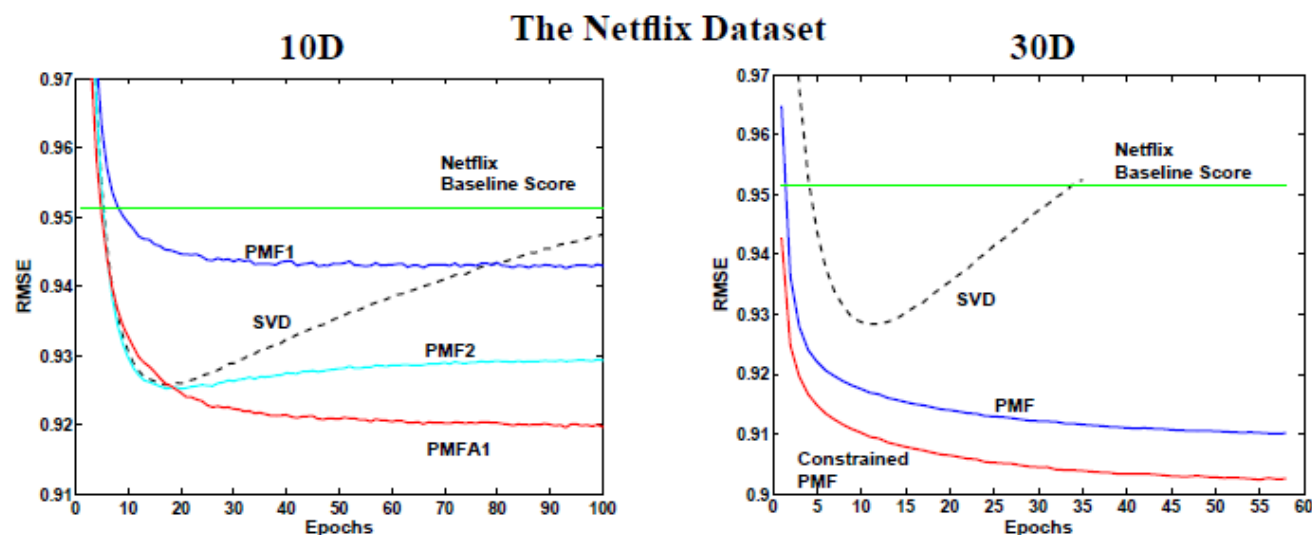 The Netflix Dataset
10D
0.97
0.96
0.95
0.94
0.93
0.92
0.91
RMSE
Netflix
Baseline Score
PMF1
SVD
PMF2
PMFA1
0 10 20 30 40 50 60 70 80 90 100
Epochs
30D
0.97
0.96
0.95
0.94
0.93
0.92
0.91
0.9
RMSE
Netflix
Baseline Score
SVD
PMF
Constrained
PMF
0 5 10 15 20 25 30 35 40 45 50 55 60
Epochs